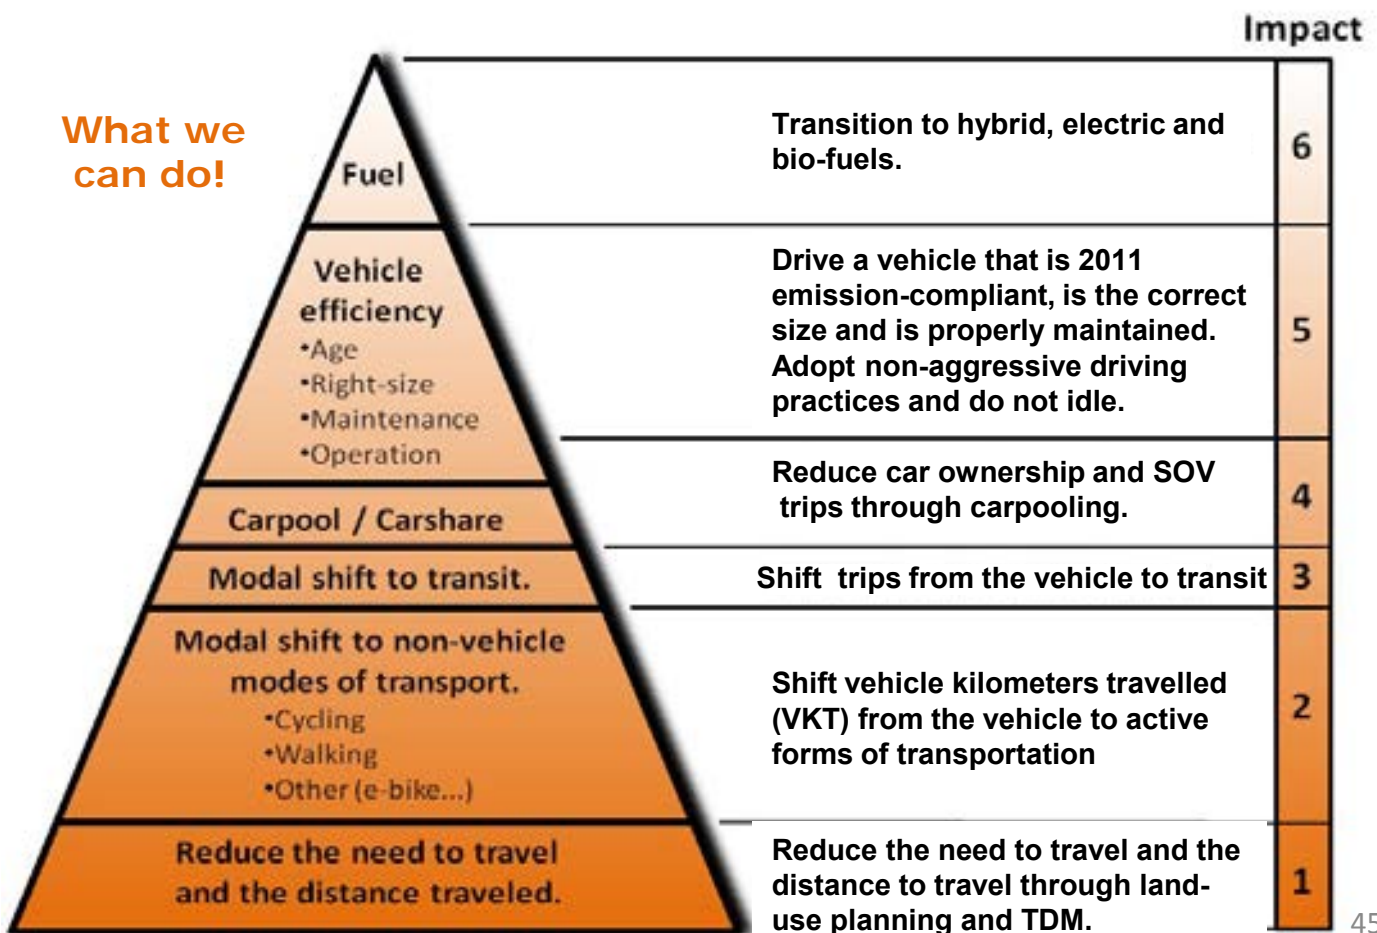 Impact
What we
can do!
Fuel
Transition to hybrid, electric and
bio-fuels.
6
Vehicle
efficiency
•Age
•Right-size
•Maintenance
•Operation
Drive a vehicle that is 2011
emission-compliant, is the correct
size and is properly maintained.
Adopt non-aggressive driving
practices and do not idle.
5
Carpool / Carshare
Reduce car ownership and SOV
trips through carpooling.
4
Modal shift to transit.
Shift trips from the vehicle to transit
3
Modal shift to non-vehicle
modes of transport.
•Cycling
•Walking
•Other (e-bike...)
Shift vehicle kilometers travelled
(VKT) from the vehicle to active
forms of transportation
2
Reduce the need to travel
and the distance traveled.
Reduce the need to travel and the
distance to travel through land-
use planning and TDM.
1
45